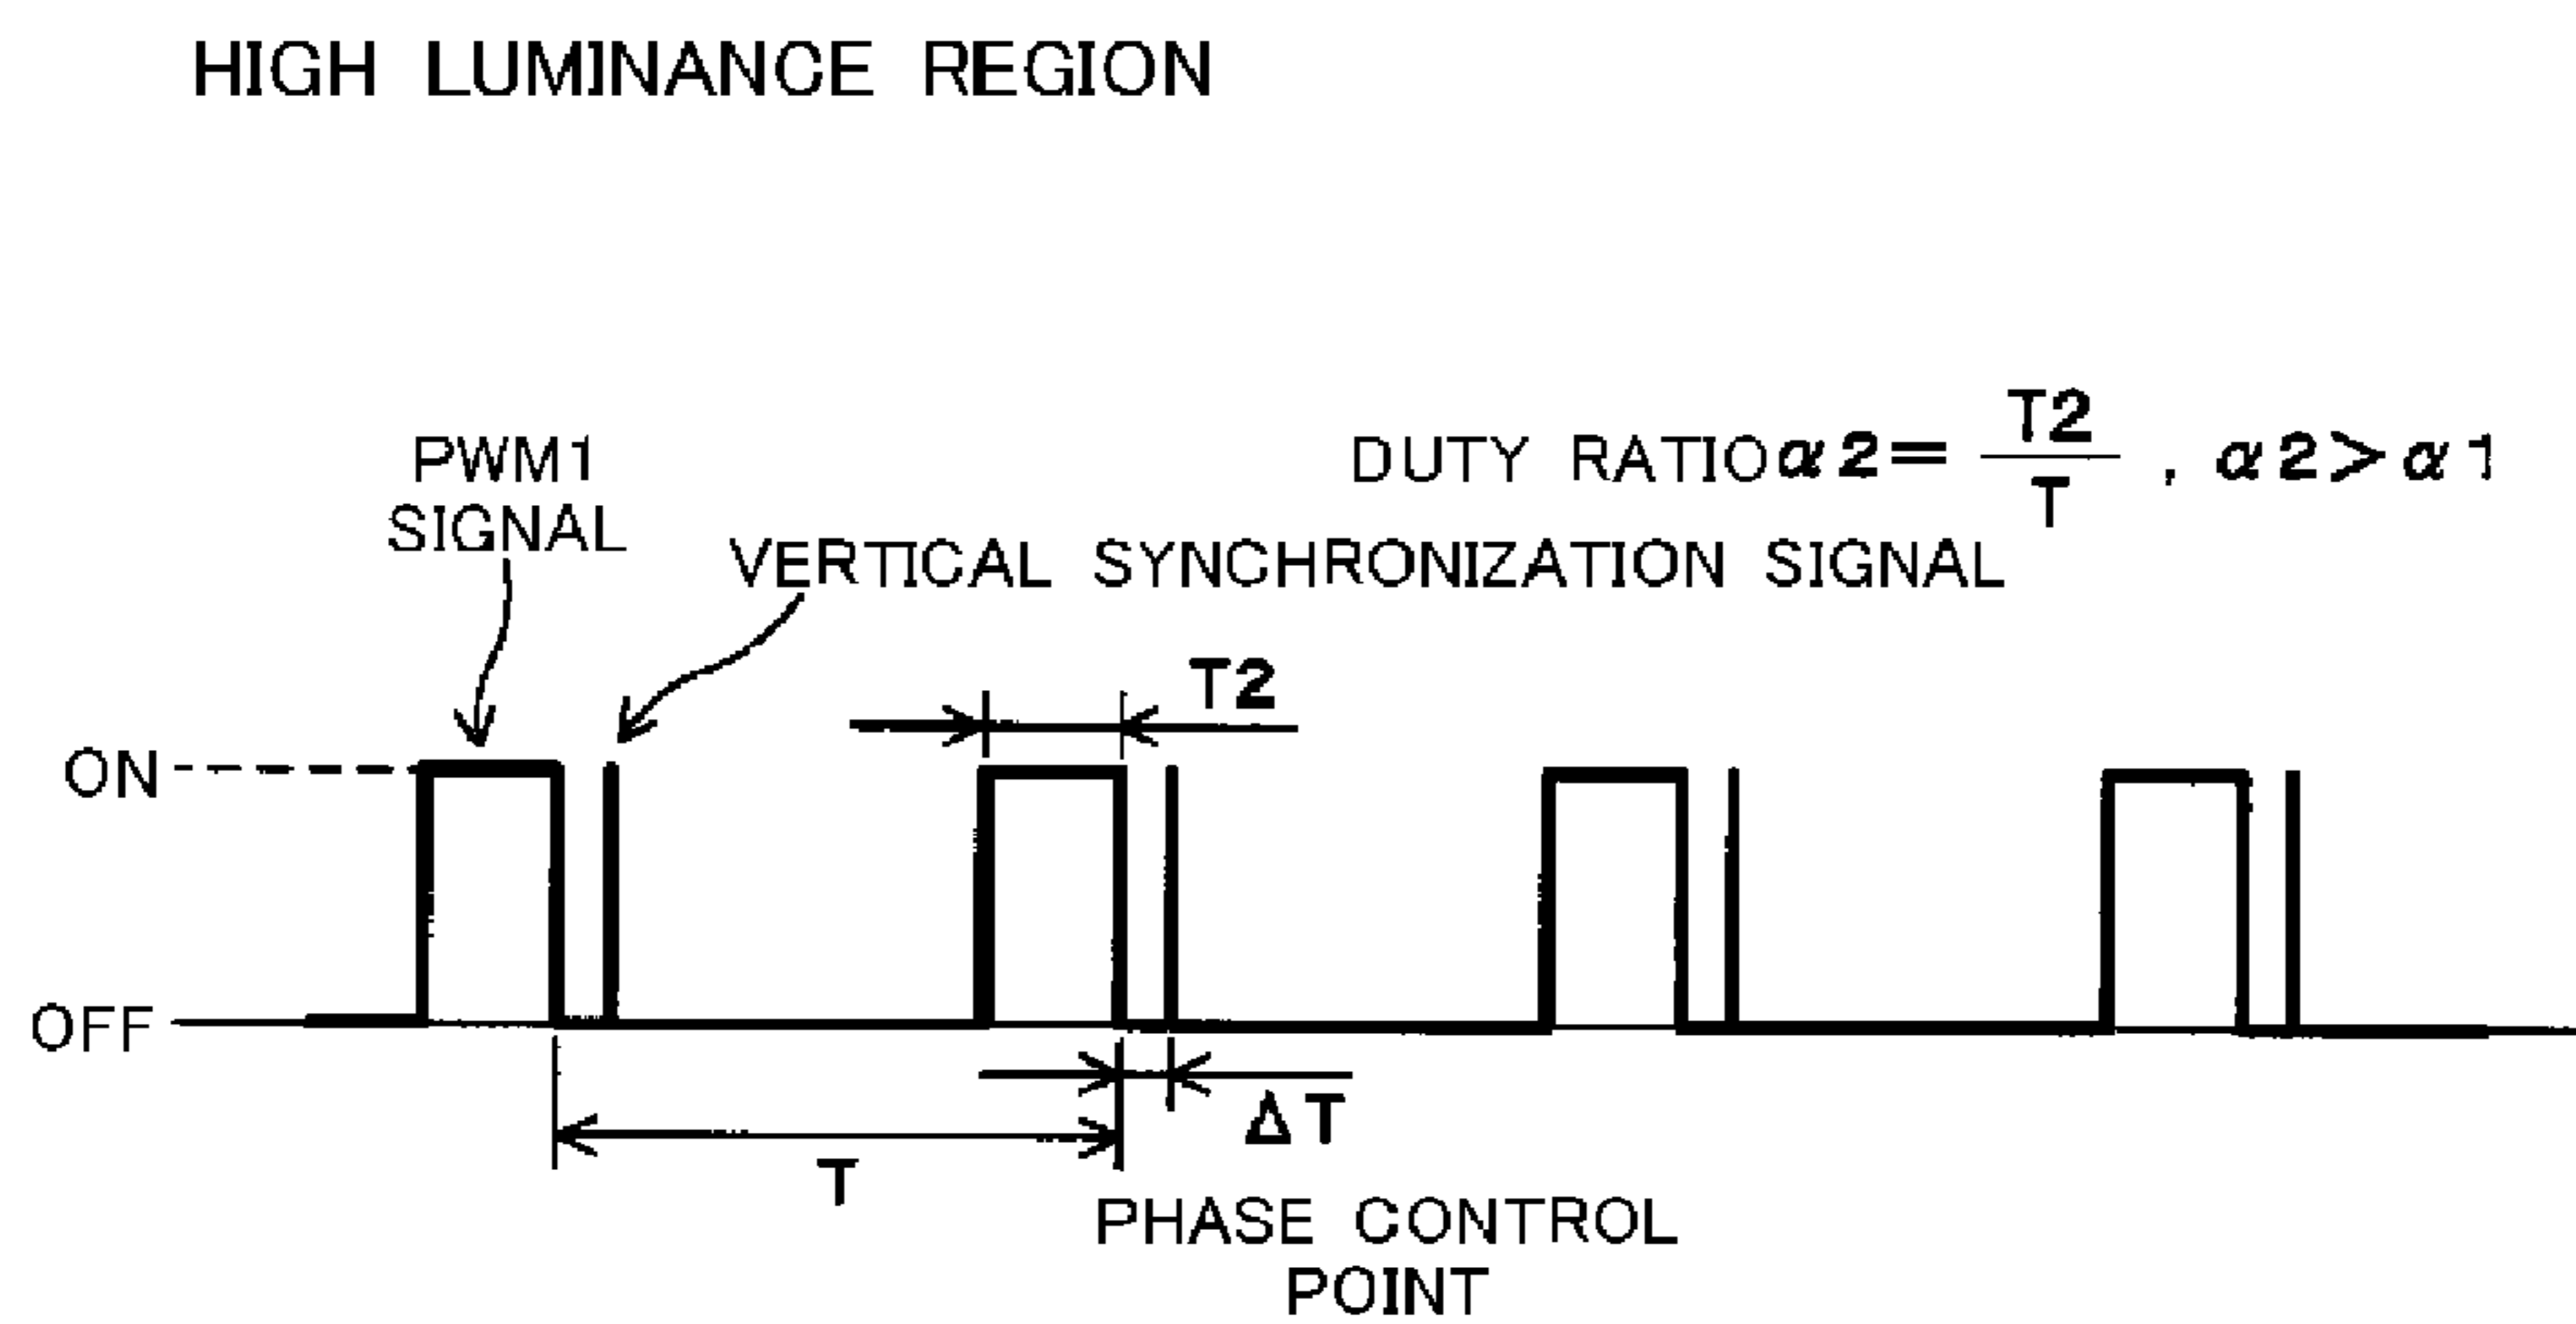 HIGH LUMINANCE REGION
PWM1
SIGNAL
DUTY RATIO α2 = T2/T , α2 > α1
VERTICAL SYNCHRONIZATION SIGNAL
T2
ON
OFF
ΔT
T
PHASE CONTROL
POINT